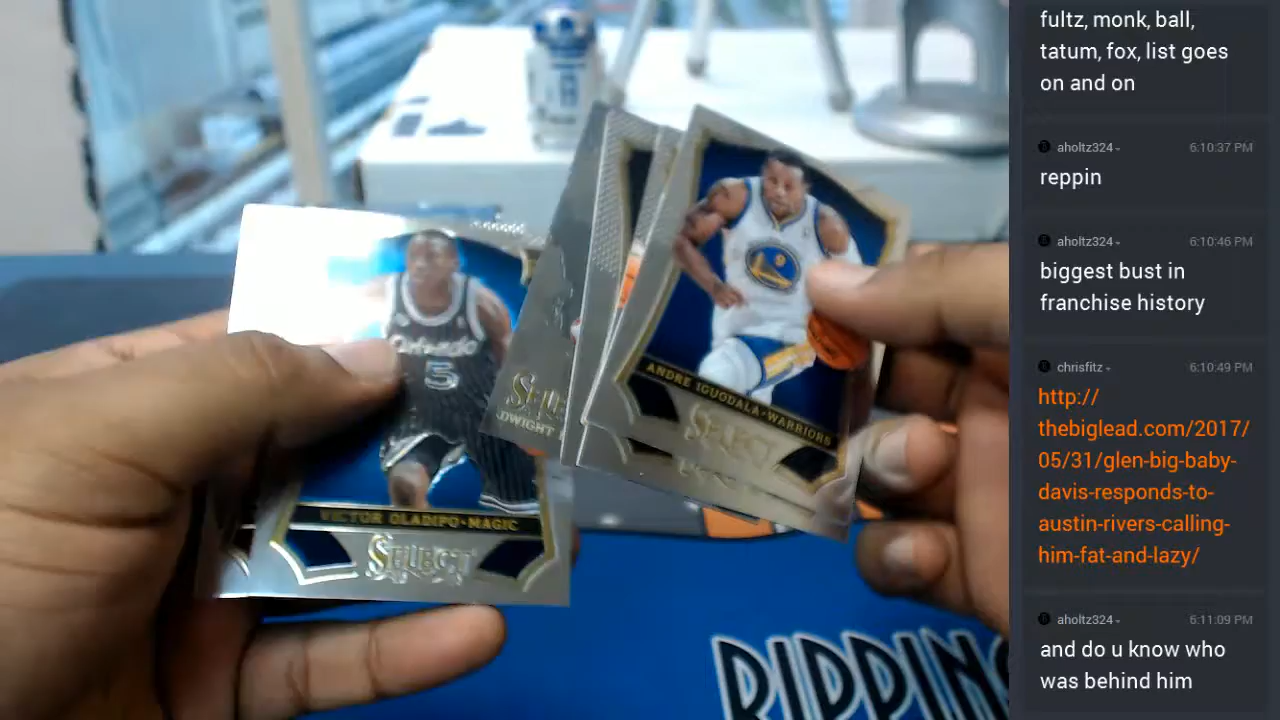 Orlando
5
VICTOR OLADIPO • MAGIC
SELECT
SELE
DWIGHT
9
ANDRE IGUODALA • WARRIORS
SELECT
RIPPIN
fultz, monk, ball,
tatum, fox, list goes
on and on
aholtz324 6:10:37 PM
reppin
aholtz324 6:10:46 PM
biggest bust in
franchise history
chrisfitz 6:10:49 PM
http://
thebiglead.com/2017/
05/31/glen-big-baby-
davis-responds-to-
austin-rivers-calling-
him-fat-and-lazy/
aholtz324 6:11:09 PM
and do u know who
was behind him